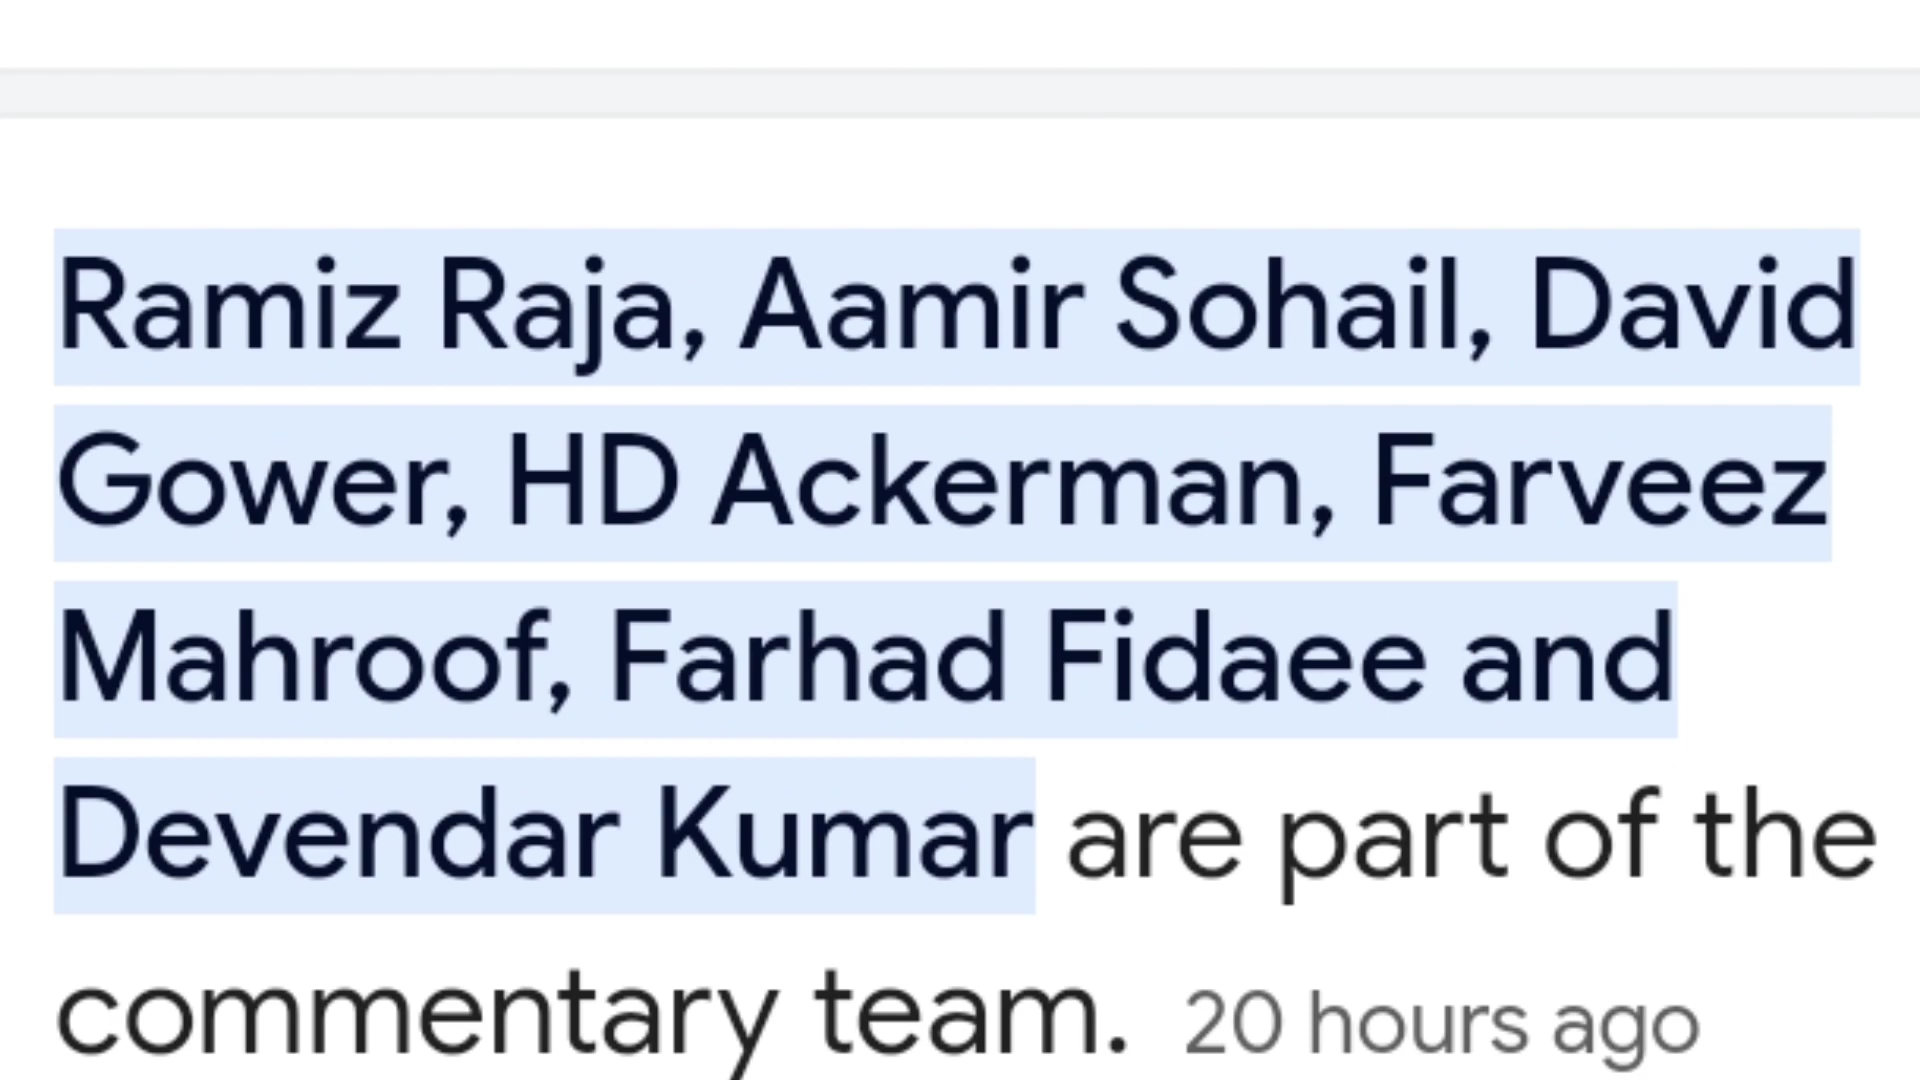 Ramiz Raja, Aamir Sohail, David
Gower, HD Ackerman, Farveez
Mahroof, Farhad Fidaee and
Devendar Kumar are part of the
commentary team. 20 hours ago